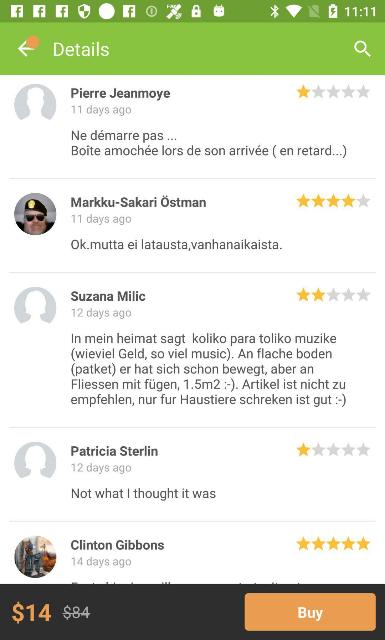 11:11
Details
Pierre Jeanmoye
11 days ago
Ne démarre pas ...
Boîte amochée lors de son arrivée ( en retard...)
Markku-Sakari Östman
11 days ago
Ok.mutta ei latausta,vanhanaikaista.
Suzana Milic
12 days ago
In mein heimat sagt koliko para toliko muzike
(wieviel Geld, so viel music). An flache boden
(patket) er hat sich schon bewegt, aber an
Fliessen mit fügen, 1.5m2 :-). Artikel ist nicht zu
empfehlen, nur fur Haustiere schreken ist gut :-)
Patricia Sterlin
12 days ago
Not what I thought it was
Clinton Gibbons
14 days ago
$14 $84
Buy